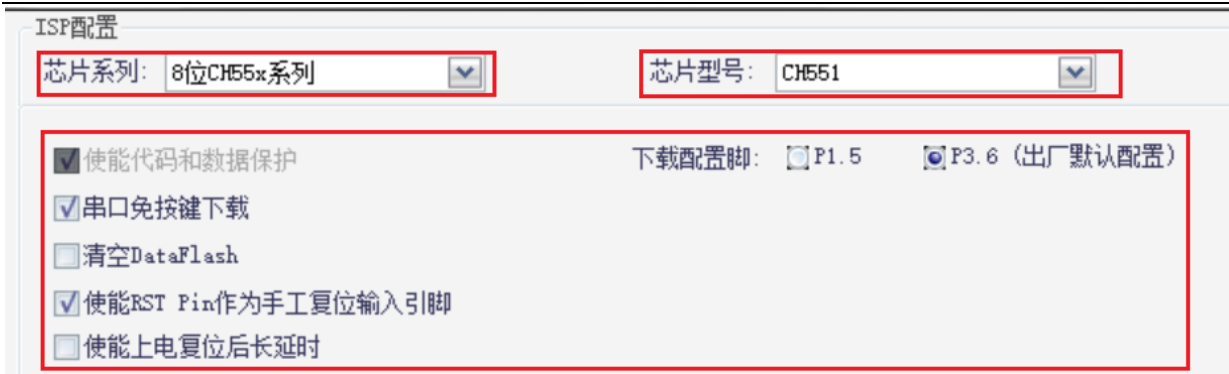 ISP配置
芯片系列: 8位CH55x系列 芯片型号: CH551
使能代码和数据保护 下载配置脚: P1.5 P3.6 (出厂默认配置)
串口免按键下载
清空DataFlash
使能RST Pin作为手工复位输入引脚
使能上电复位后长延时